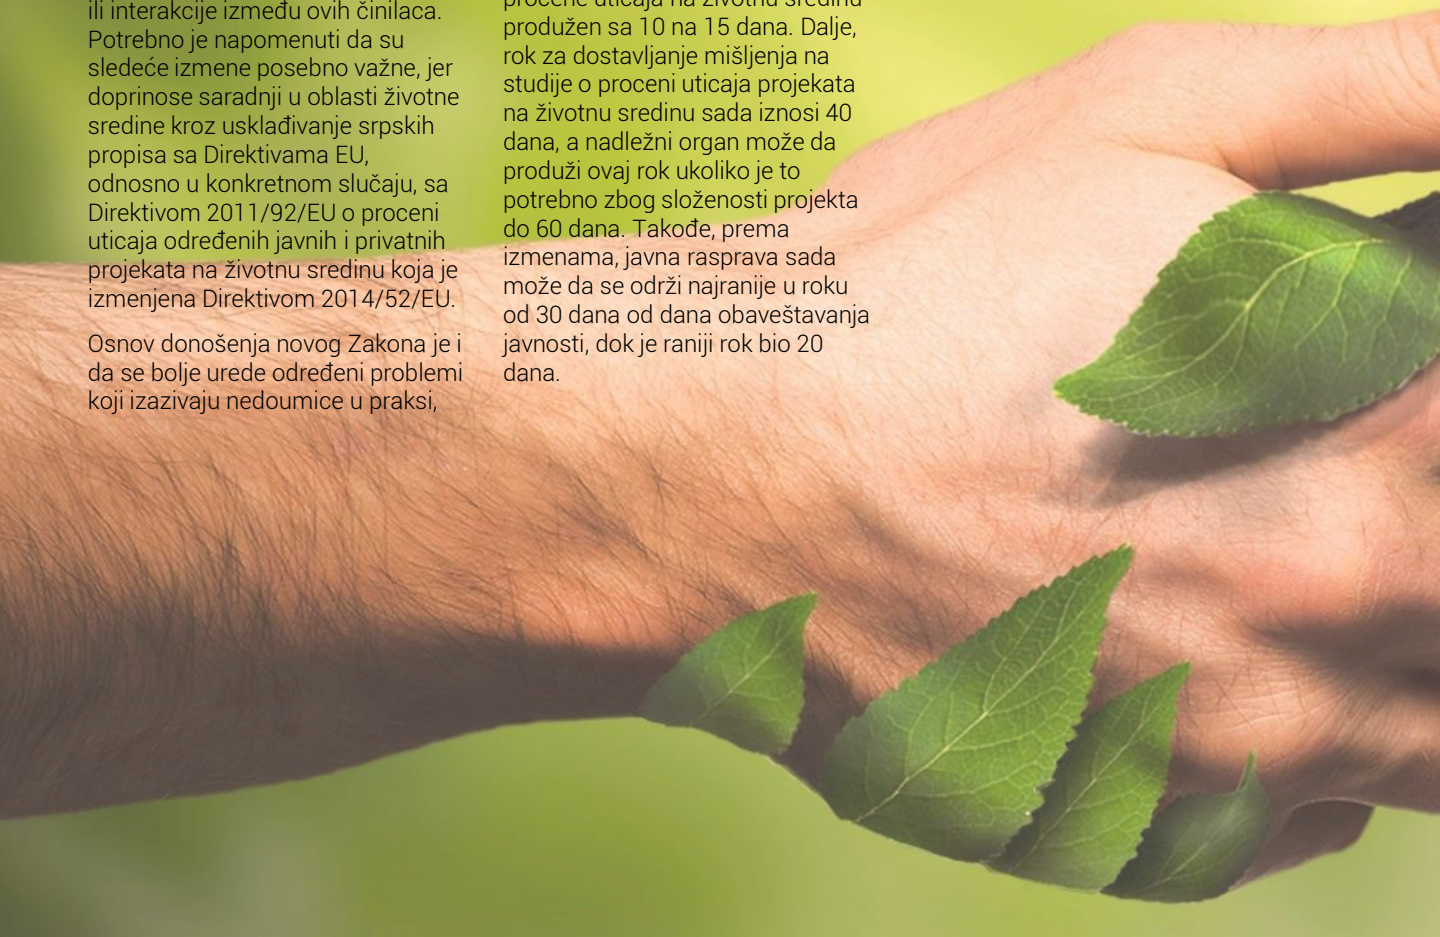 ili interakcije između ovih činilaca.
Potrebno je napomenuti da su
sledeće izmene posebno važne, jer
doprinose saradnji u oblasti životne
sredine kroz usklađivanje srpskih
propisa sa Direktivama EU,
odnosno u konkretnom slučaju, sa
Direktivom 2011/92/EU o proceni
uticaja određenih javnih i privatnih
projekata na životnu sredinu koja je
izmenjena Direktivom 2014/52/EU.
Osnov donošenja novog Zakona je i
da se bolje urede određeni problemi
koji izazivaju nedoumice u praksi,
procene uticaja na životnu sredinu
produžen sa 10 na 15 dana. Dalje,
rok za dostavljanje mišljenja na
studije o proceni uticaja projekata
na životnu sredinu sada iznosi 40
dana, a nadležni organ može da
produži ovaj rok ukoliko je to
potrebno zbog složenosti projekta
do 60 dana. Takođe, prema
izmenama, javna rasprava sada
može da se održi najranije u roku
od 30 dana od dana obaveštavanja
javnosti, dok je raniji rok bio 20
dana.